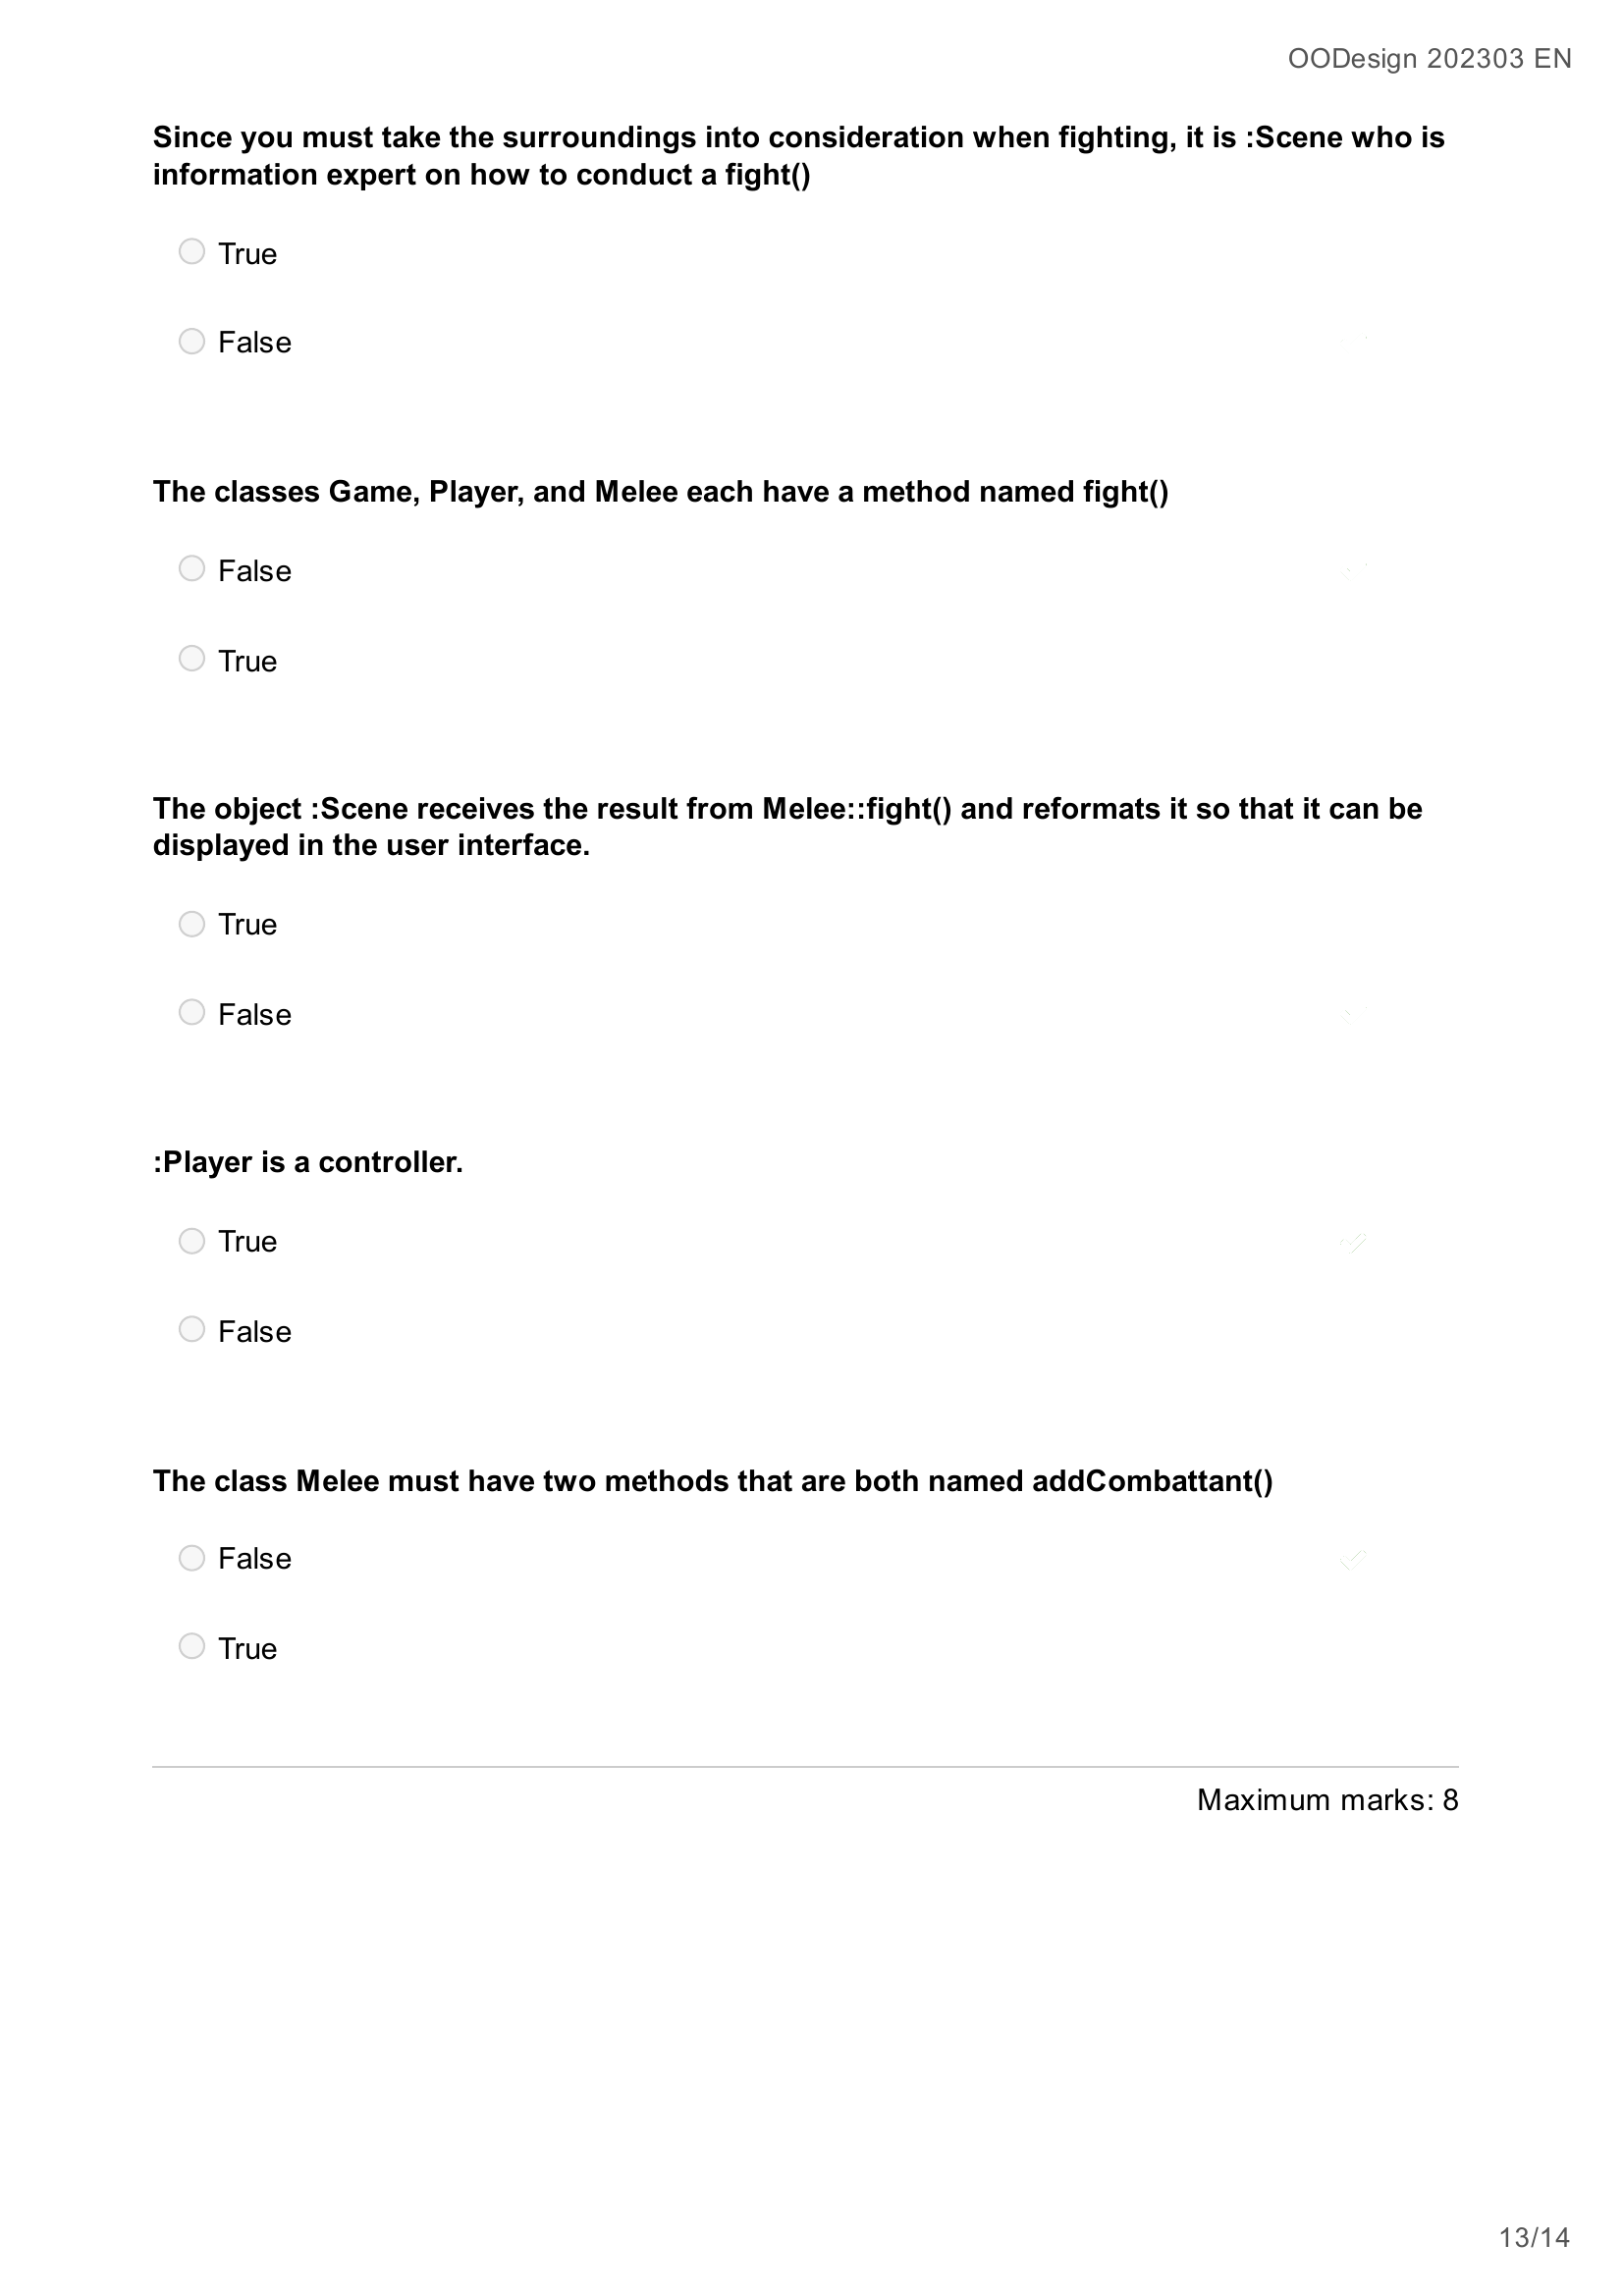 OODesign 202303 EN
Since you must take the surroundings into consideration when fighting, it is :Scene who is
information expert on how to conduct a fight()
True
False
The classes Game, Player, and Melee each have a method named fight()
False
True
The object :Scene receives the result from Melee::fight() and reformats it so that it can be
displayed in the user interface.
True
False
:Player is a controller.
True
False
The class Melee must have two methods that are both named addCombattant()
False
True
Maximum marks: 8
13/14